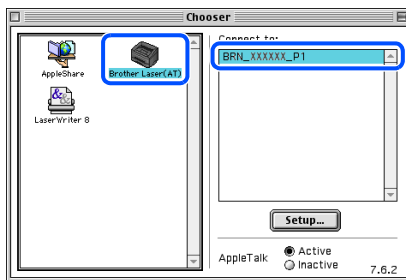 Chooser
Connect to:
AppleShare
Brother Laser(AT)
LaserWriter 8
BRN_XXXXXX_P1
Setup...
AppleTalk
Active
Inactive
7.6.2